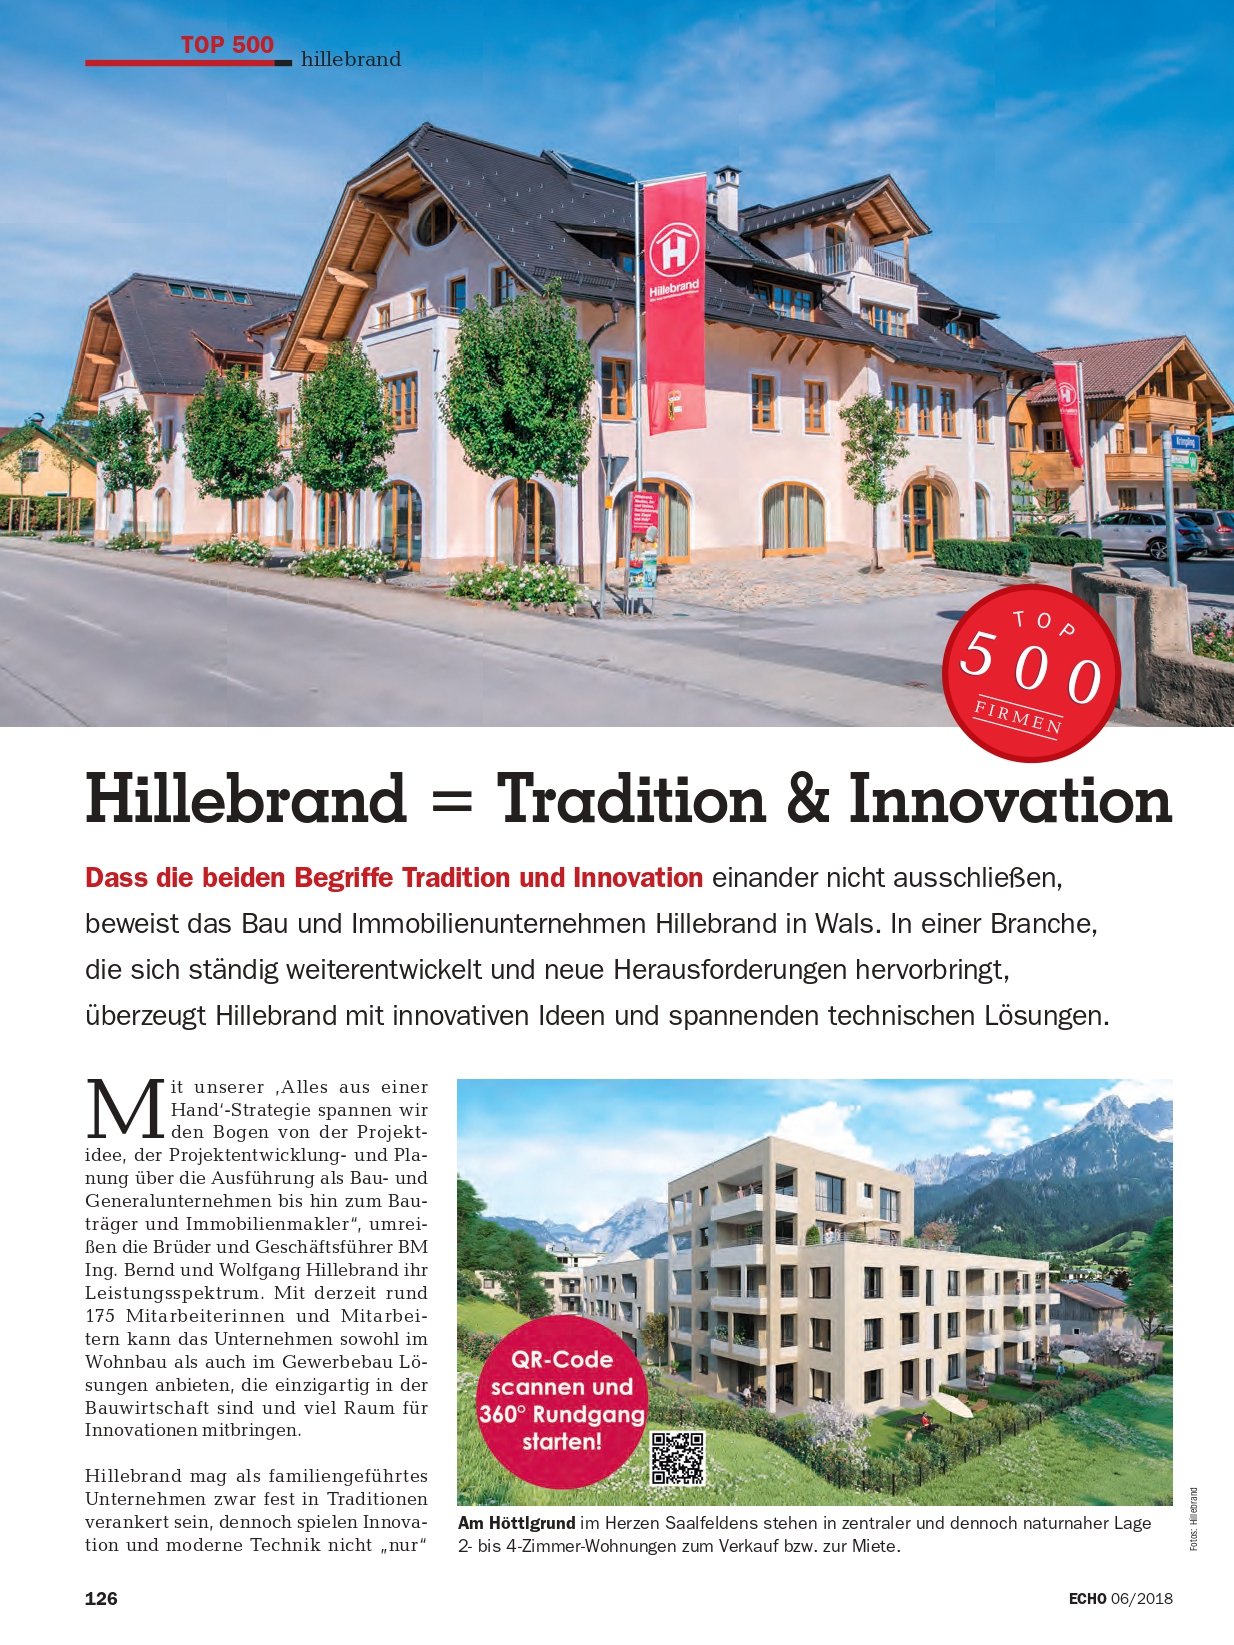 TOP 500
hillebrand
H
Hillebrand
H
Krimpling
TOP
500
FIRMEN
Hillebrand = Tradition & Innovation
Dass die beiden Begriffe Tradition und Innovation einander nicht ausschließen,
beweist das Bau und Immobilienunternehmen Hillebrand in Wals. In einer Branche,
die sich ständig weiterentwickelt und neue Herausforderungen hervorbringt,
überzeugt Hillebrand mit innovativen Ideen und spannenden technischen Lösungen.
Mit unserer ‚Alles aus einer
Hand‘-Strategie spannen wir
den Bogen von der Projekt-
idee, der Projektentwicklung- und Pla-
nung über die Ausführung als Bau- und
Generalunternehmen bis hin zum Bau-
träger und Immobilienmakler“, umrei-
ßen die Brüder und Geschäftsführer BM
Ing. Bernd und Wolfgang Hillebrand ihr
Leistungsspektrum. Mit derzeit rund
175 Mitarbeiterinnen und Mitarbei-
tern kann das Unternehmen sowohl im
Wohnbau als auch im Gewerbebau Lö-
sungen anbieten, die einzigartig in der
Bauwirtschaft sind und viel Raum für
Innovationen mitbringen.
Hillebrand mag als familiengeführtes
Unternehmen zwar fest in Traditionen
verankert sein, dennoch spielen Innova-
tion und moderne Technik nicht „nur“
QR-Code
scannen und
360° Rundgang
starten!
Am Höttlgrund im Herzen Saalfeldens stehen in zentraler und dennoch naturnaher Lage
2- bis 4-Zimmer-Wohnungen zum Verkauf bzw. zur Miete.
Fotos: Hillebrand
126
ECHO 06/2018